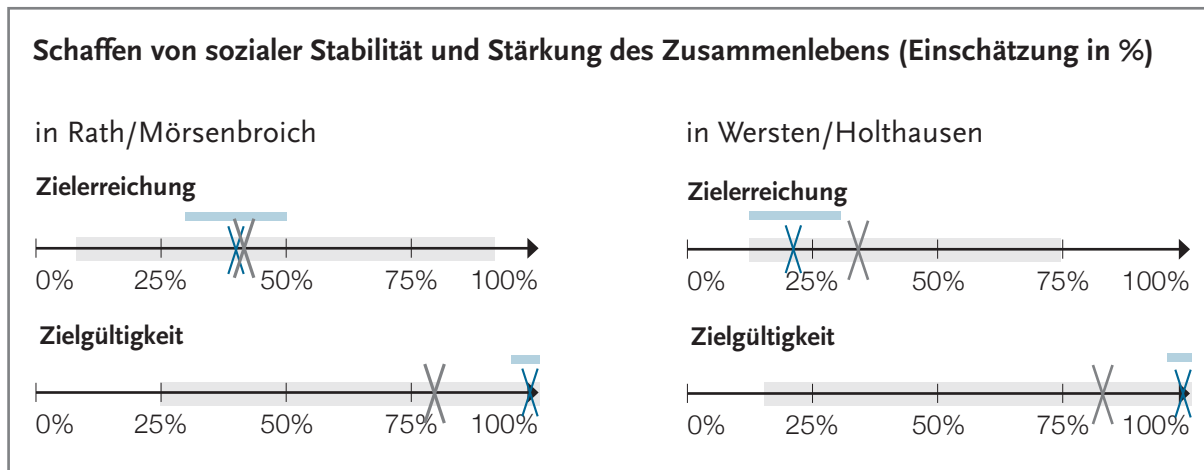 Schaffen von sozialer Stabilität und Stärkung des Zusammenlebens (Einschätzung in %)
in Rath/Mörsenbroich
Zielerreichung
0% 25% 50% 75% 100%
Zielgültigkeit
0% 25% 50% 75% 100%
in Wersten/Holthausen
Zielerreichung
0% 25% 50% 75% 100%
Zielgültigkeit
0% 25% 50% 75% 100%